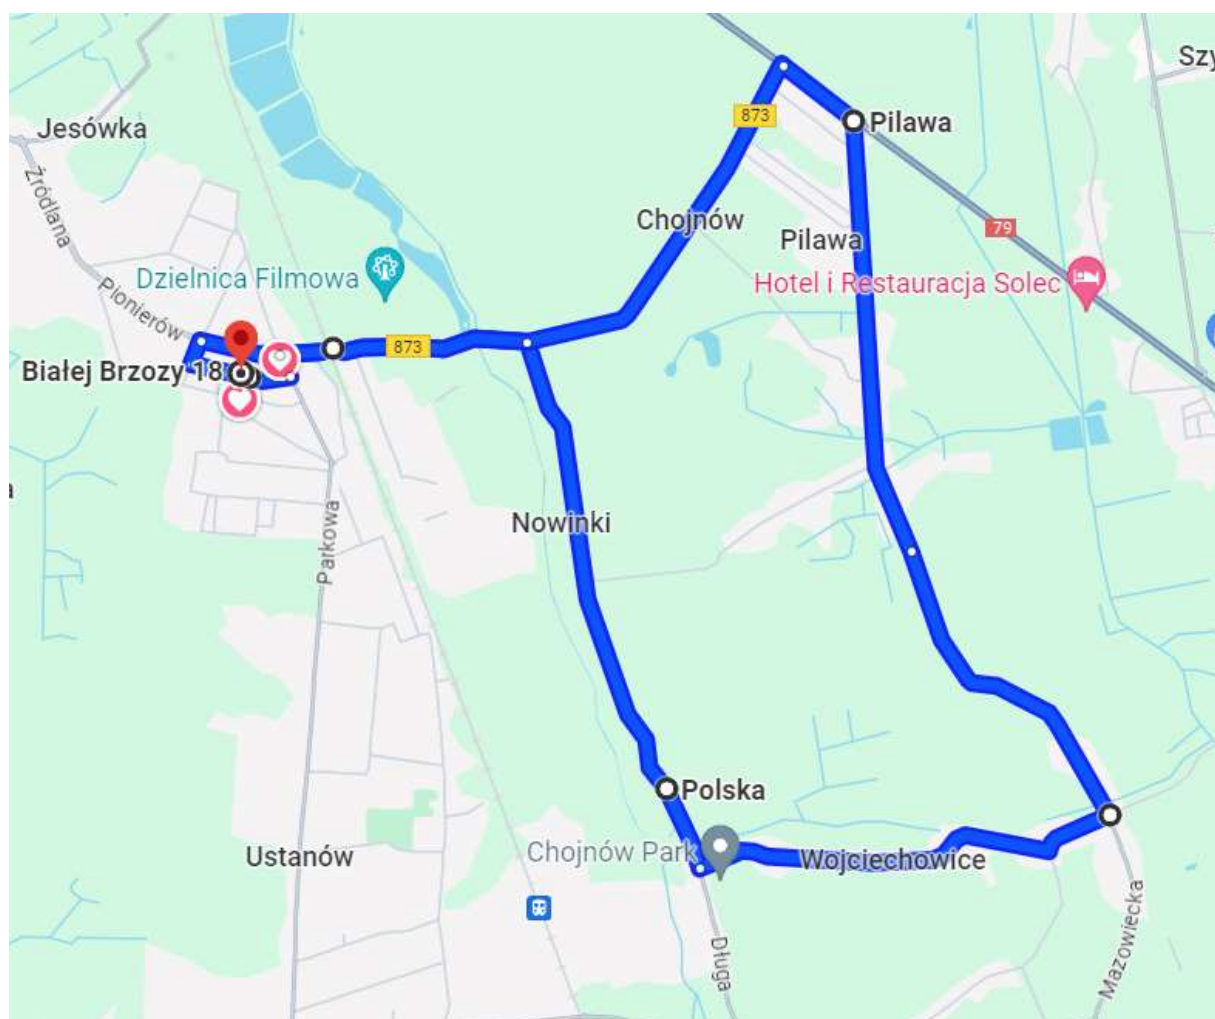 Szy
873
Pilawa
Jesówka
Źródlana
Chojnów
Pilawa
79
Dzielnica Filmowa
Hotel i Restauracja Solec
Pionierów
873
Białej Brzozy 18
Nowinki
Parkowa
Polska
Chojnów Park
Wojciechowice
Ustanów
Mazowiecka
Długa